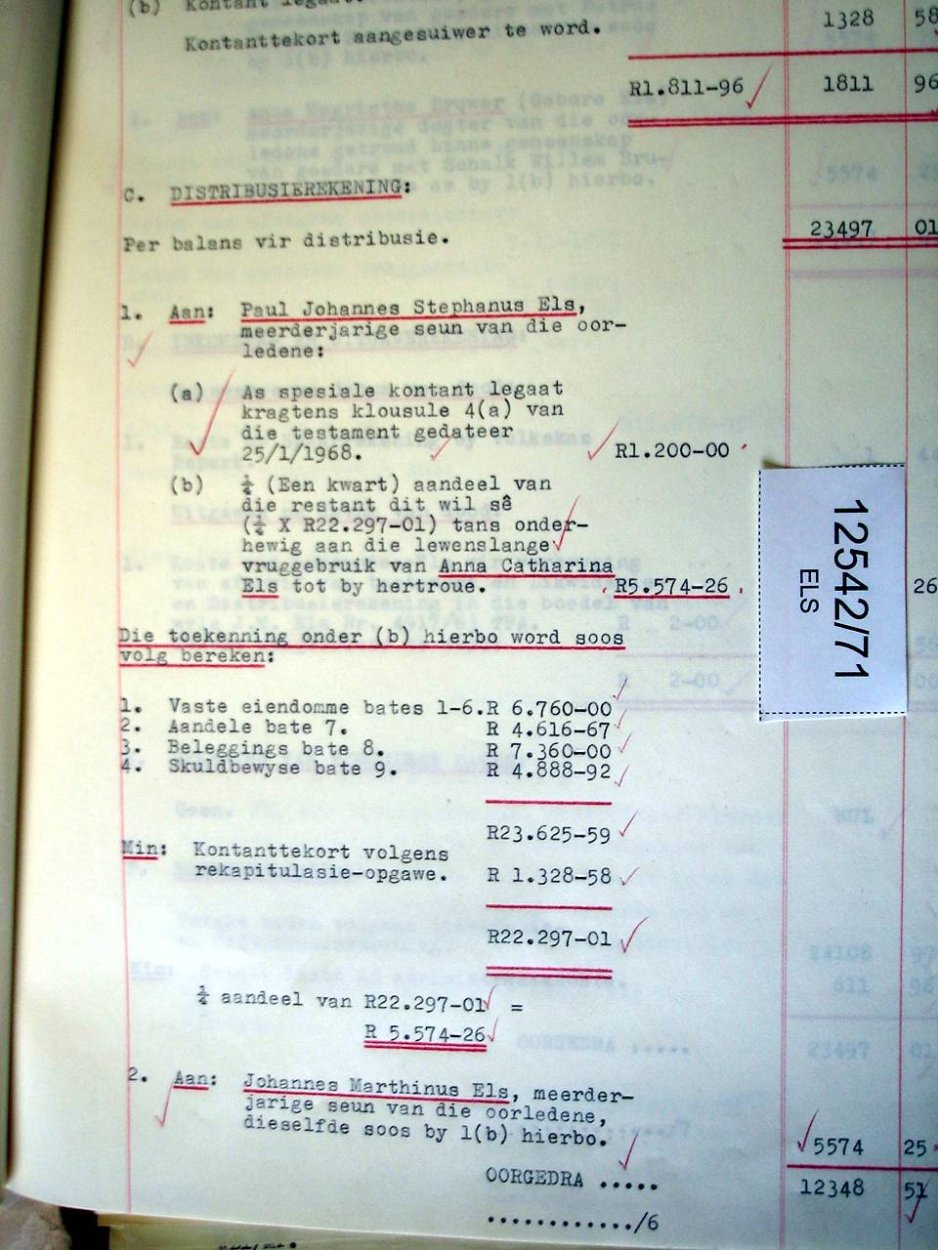 (b) Kontant legaat. 1328 58
Kontanttekort aangesuiwer te word.
R1.811-96 1811 96
C. DISTRIBUSIEREKENING:
Per balans vir distribusie. 23497 01
1. Aan: Paul Johannes Stephanus Els,
meerderjarige seun van die oor-
ledene:
(a) As spesiale kontant legaat
kragtens klousule 4(a) van
die testament gedateer
25/1/1968. R1.200-00
(b) ¼ (Een kwart) aandeel van
die restant dit wil sê
(¼ X R22.297-01) tans onder-
hewig aan die lewenslange
vruggebruik van Anna Catharina
Els tot by hertroue. R5.574-26 26
12542/71
ELS
Die toekenning onder (b) hierbo word soos
volg bereken:
1. Vaste eiendomme bates 1-6.R 6.760-00
2. Aandele bate 7. R 4.616-67
3. Beleggings bate 8. R 7.360-00
4. Skuldbewyse bate 9. R 4.888-92
R23.625-59
Min: Kontanttekort volgens
rekapitulasie-opgawe. R 1.328-58
R22.297-01
¼ aandeel van R22.297-01 =
R 5.574-26
2. Aan: Johannes Marthinus Els, meerder-
jarige seun van die oorledene,
dieselfde soos by 1(b) hierbo. 5574 25
OORGEDRA ..... 12348 51
............/6